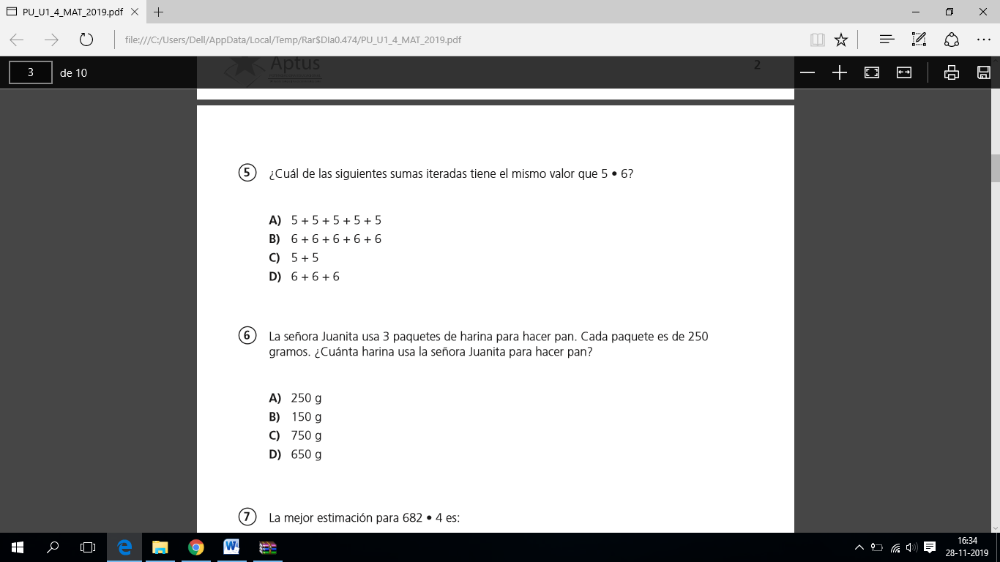 PU_U1_4_MAT_2019.pdf
file:///C:/Users/Dell/AppData/Local/Temp/Rar$DIa0.474/PU_U1_4_MAT_2019.pdf
3 de 10
Aptus
2
5 ¿Cuál de las siguientes sumas iteradas tiene el mismo valor que 5 • 6?
A) 5 + 5 + 5 + 5 + 5
B) 6 + 6 + 6 + 6 + 6
C) 5 + 5
D) 6 + 6 + 6
6 La señora Juanita usa 3 paquetes de harina para hacer pan. Cada paquete es de 250
gramos. ¿Cuánta harina usa la señora Juanita para hacer pan?
A) 250 g
B) 150 g
C) 750 g
D) 650 g
7 La mejor estimación para 682 • 4 es:
16:34
28-11-2019